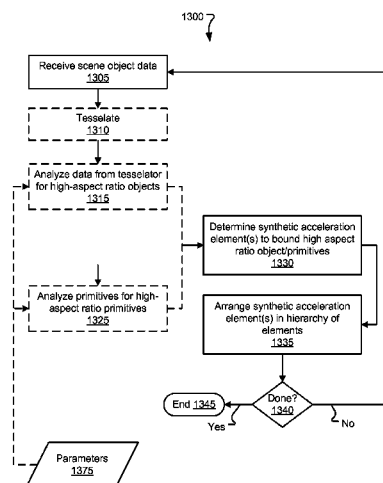 1300
Receive scene object data
1305
Tesselate
1310
Analyze data from tesselator
for high-aspect ratio objects
1315
Determine synthetic acceleration
element(s) to bound high aspect
ratio object/primitives
1330
Analyze primitives for high-
aspect ratio primitives
1325
Arrange synthetic acceleration
element(s) in hierarchy of
elements
1335
Done?
1340
End 1345
Yes
No
Parameters
1375